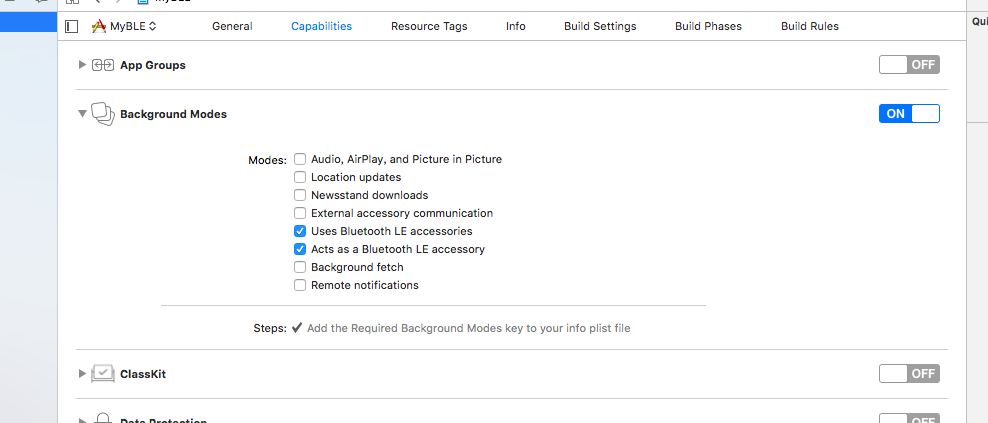 MyBLE
MyBLE General Capabilities Resource Tags Info Build Settings Build Phases Build Rules
App Groups OFF
Background Modes ON
Modes: Audio, AirPlay, and Picture in Picture
Location updates
Newsstand downloads
External accessory communication
Uses Bluetooth LE accessories
Acts as a Bluetooth LE accessory
Background fetch
Remote notifications
Steps: Add the Required Background Modes key to your info plist file
ClassKit OFF
Data Protection OFF